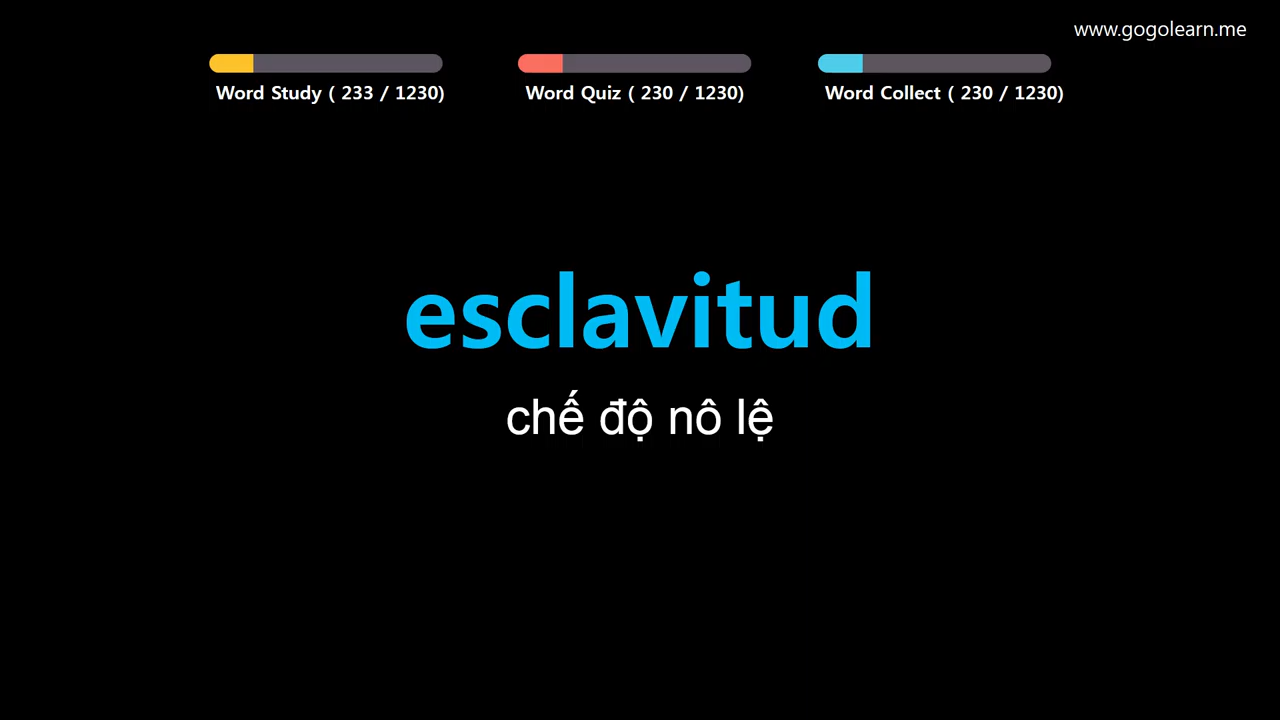 www.gogolearn.me
Word Study ( 233 / 1230)
Word Quiz ( 230 / 1230)
Word Collect ( 230 / 1230)
esclavitud
chế độ nô lệ